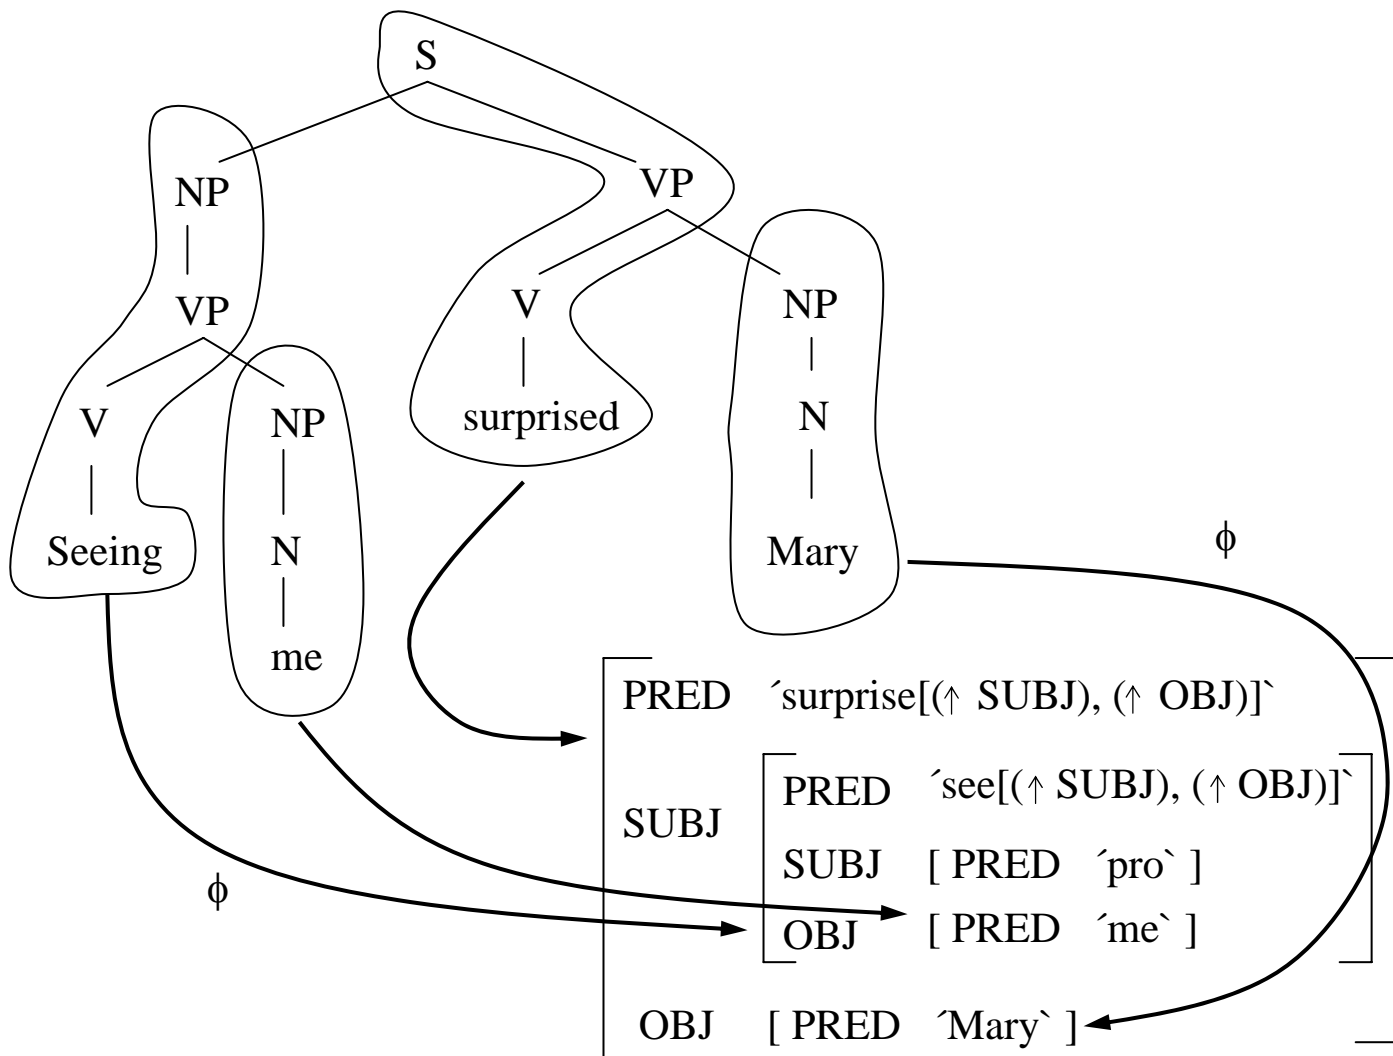 S
NP VP
VP V NP
V NP surprised N
Seeing N Mary ϕ
me
PRED ´surprise[(↑ SUBJ), (↑ OBJ)]`
SUBJ PRED ´see[(↑ SUBJ), (↑ OBJ)]`
SUBJ [ PRED ´pro` ]
ϕ OBJ [ PRED ´me` ]
OBJ [ PRED ´Mary` ]